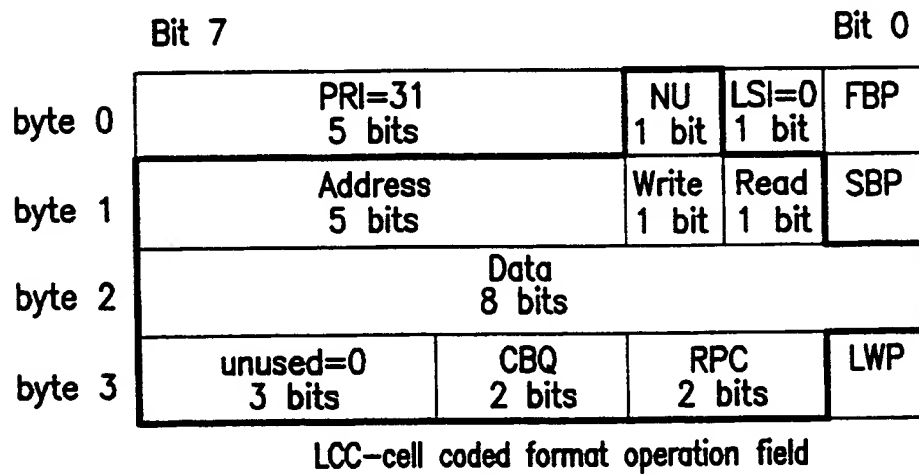 Bit 7 Bit 0
byte 0 PRI=31 NU LSI=0 FBP
5 bits 1 bit 1 bit
byte 1 Address Write Read SBP
5 bits 1 bit 1 bit
byte 2 Data
8 bits
byte 3 unused=0 CBQ RPC LWP
3 bits 2 bits 2 bits
LCC-cell coded format operation field